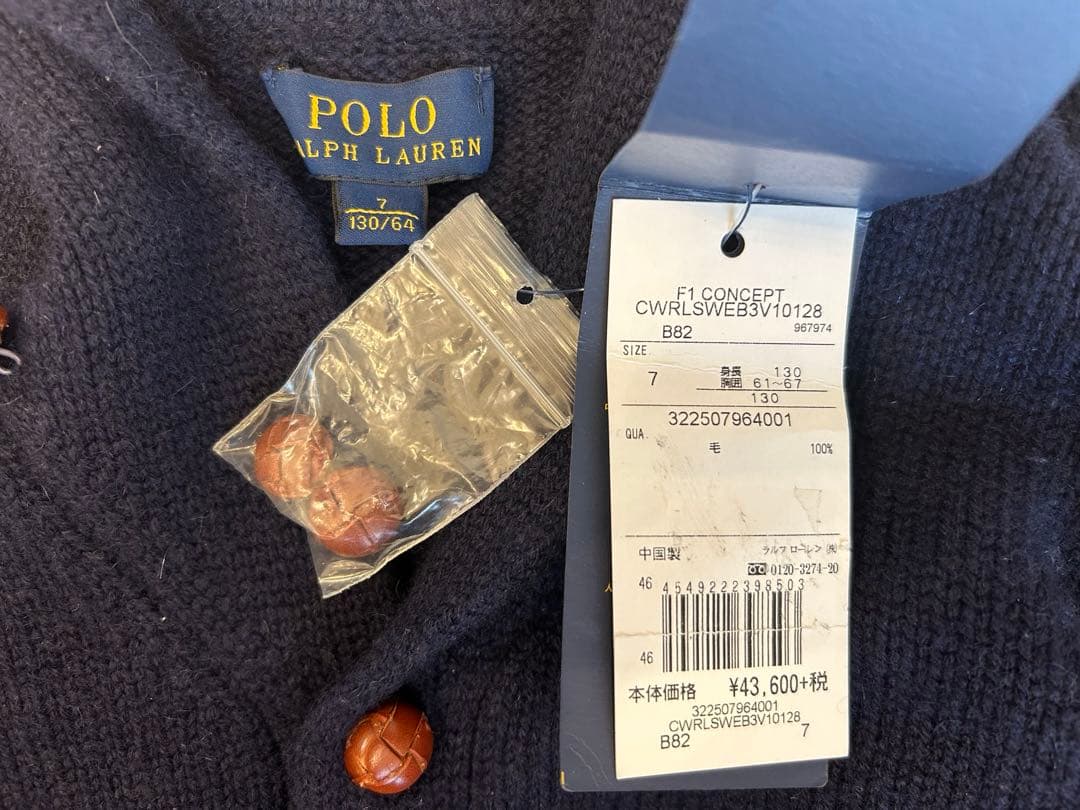 POLO
ALPH LAUREN
7
130/64
F1 CONCEPT
CWRLSWEB3V10128
B82 967974
SIZE
7 身長 130
胸囲 61~67
130
322507964001
QUA.
毛 100%
中国製 ラルフ ローレン ㈱
0120-3274-20
46 4549222398503
46
本体価格 ¥43,600+税
322507964001
CWRLSWEB3V10128
B82 7